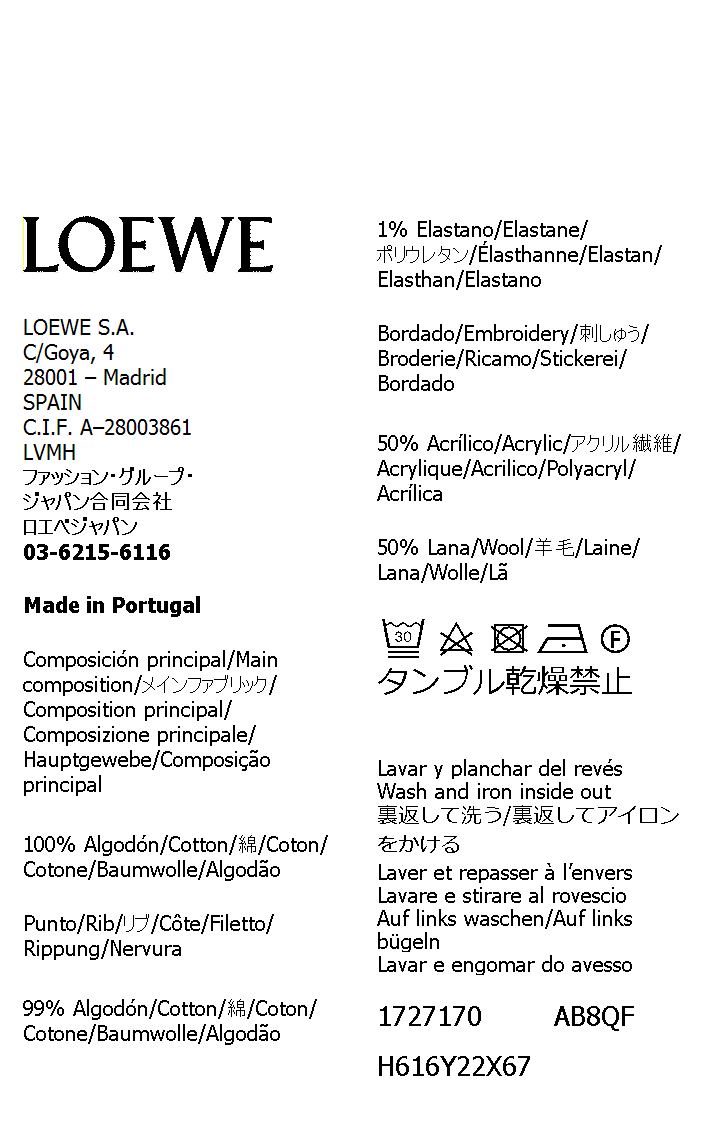 LOEWE
LOEWE S.A.
C/Goya, 4
28001 – Madrid
SPAIN
C.I.F. A–28003861
LVMH
ファッション・グループ・
ジャパン合同会社
ロエベジャパン
03-6215-6116
Made in Portugal
Composición principal/Main
composition/メインファブリック/
Composition principal/
Composizione principale/
Hauptgewebe/Composição
principal
100% Algodón/Cotton/綿/Coton/
Cotone/Baumwolle/Algodão
Punto/Rib/リブ/Côte/Filetto/
Rippung/Nervura
99% Algodón/Cotton/綿/Coton/
Cotone/Baumwolle/Algodão
1% Elastano/Elastane/
ポリウレタン/Élasthanne/Elastan/
Elasthan/Elastano
Bordado/Embroidery/刺しゅう/
Broderie/Ricamo/Stickerei/
Bordado
50% Acrílico/Acrylic/アクリル繊維/
Acrylique/Acrilico/Polyacryl/
Acrílica
50% Lana/Wool/羊毛/Laine/
Lana/Wolle/Lã
30 F
タンブル乾燥禁止
Lavar y planchar del revés
Wash and iron inside out
裏返して洗う/裏返してアイロン
をかける
Laver et repasser à l'envers
Lavare e stirare al rovescio
Auf links waschen/Auf links
bügeln
Lavar e engomar do avesso
1727170 AB8QF
H616Y22X67